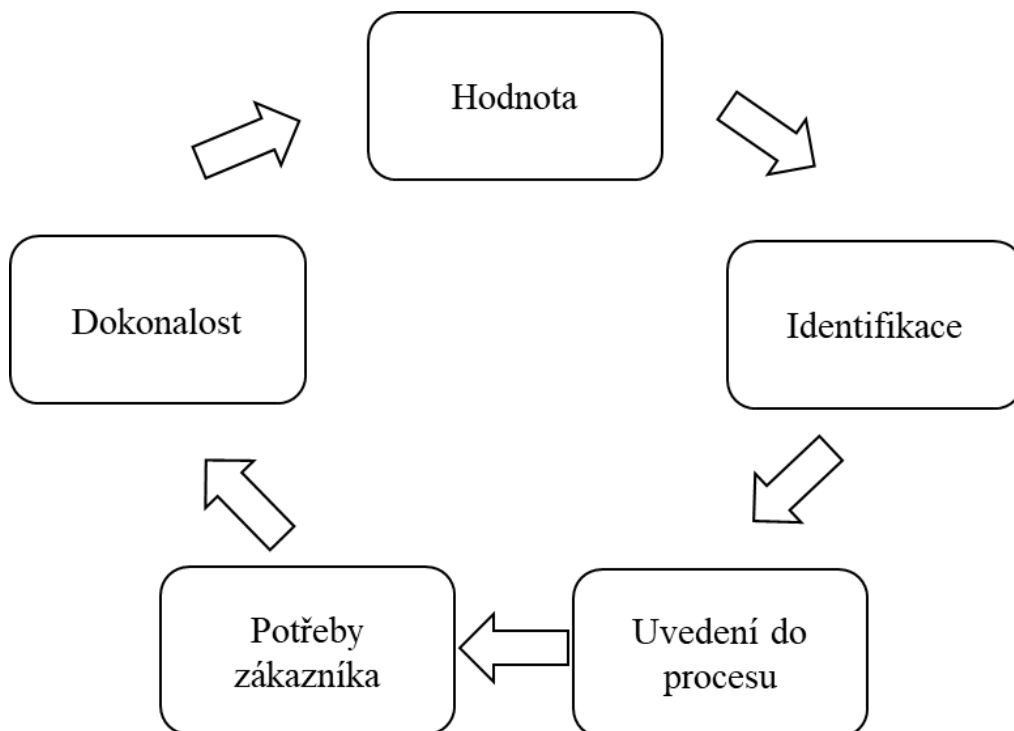 Hodnota
Identifikace
Uvedení do
procesu
Potřeby
zákazníka
Dokonalost